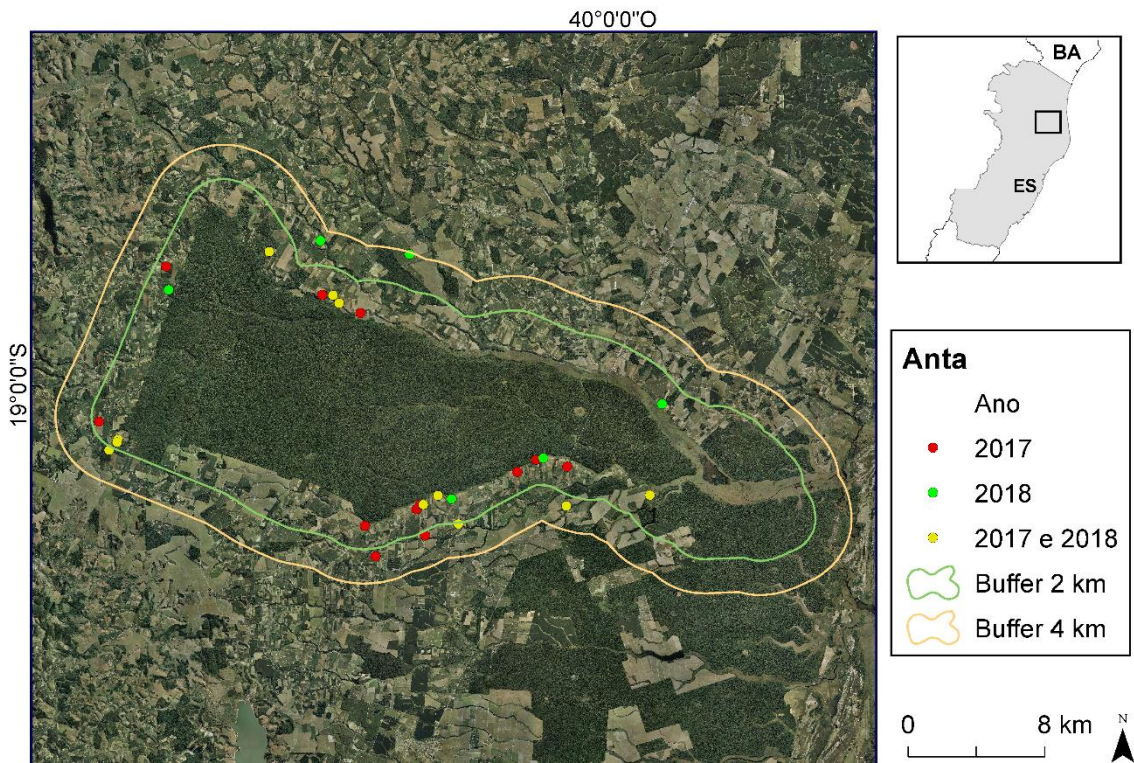 40°0'0"O
19°0'0"S
BA
ES
Anta
Ano
2017
2018
2017 e 2018
Buffer 2 km
Buffer 4 km
0 8 km
N